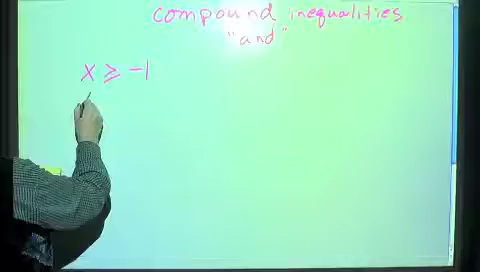 compound inequalities
"and"
x ≥ -1